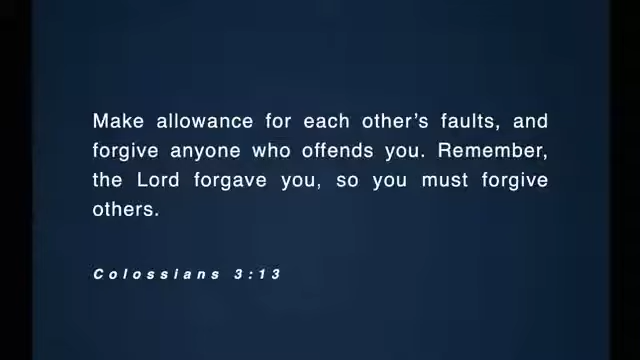 Make allowance for each other’s faults, and
forgive anyone who offends you. Remember,
the Lord forgave you, so you must forgive
others.
Colossians 3:13